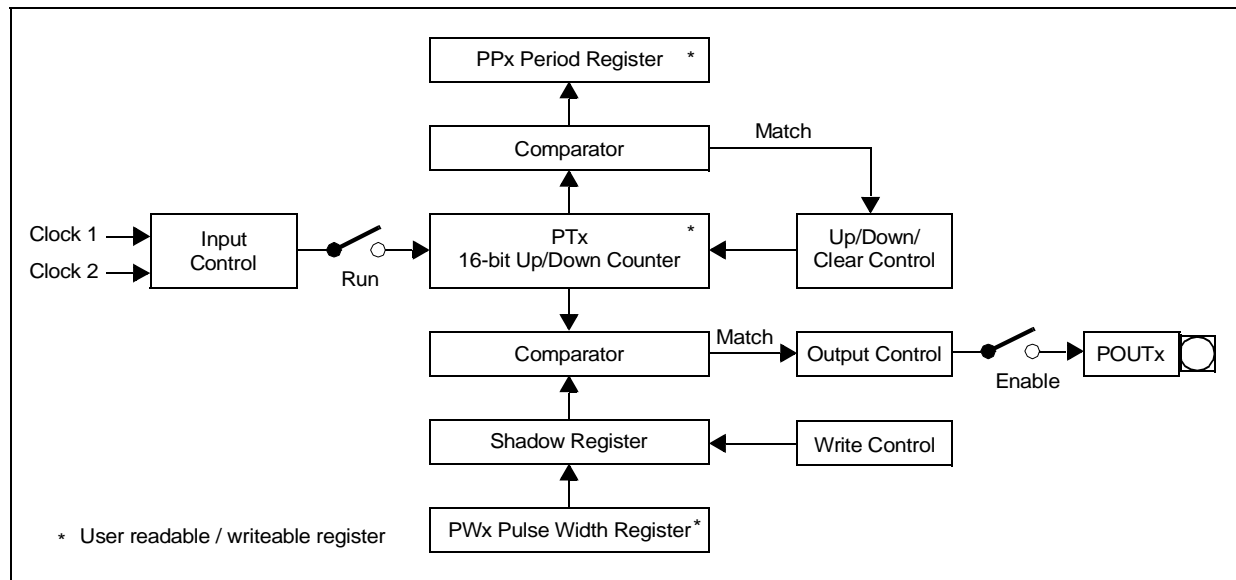 PPx Period Register *
Comparator
Match
Clock 1
Clock 2
Input
Control
Run
PTx *
16-bit Up/Down Counter
Up/Down/
Clear Control
Comparator
Match
Output Control
Enable
POUTx
Shadow Register
Write Control
PWx Pulse Width Register *
* User readable / writeable register